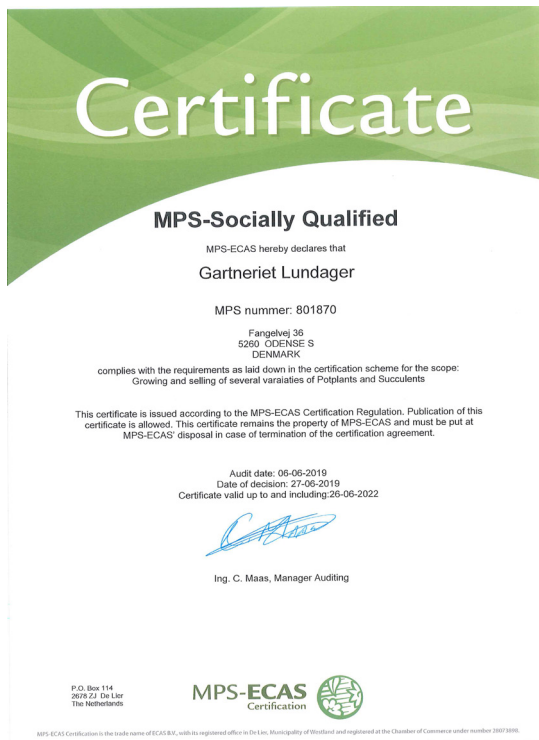 Certificate
MPS-Socially Qualified
MPS-ECAS hereby declares that
Gartneriet Lundager
MPS nummer: 801870
Fangelvej 36
5260 ODENSE S
DENMARK
complies with the requirements as laid down in the certification scheme for the scope:
Growing and selling of several varaiaties of Potplants and Succulents
This certificate is issued according to the MPS-ECAS Certification Regulation. Publication of this
certificate is allowed. This certificate remains the property of MPS-ECAS and must be put at
MPS-ECAS' disposal in case of termination of the certification agreement.
Audit date: 06-06-2019
Date of decision: 27-06-2019
Certificate valid up to and including:26-06-2022
Ing. C. Maas, Manager Auditing
P.O. Box 114
2678 ZJ De Lier
The Netherlands
MPS-ECAS
Certification
MPS-ECAS Certification is the trade name of ECAS B.V., with its registered office in De Lier, Municipality of Westland and registered at the Chamber of Commerce under number